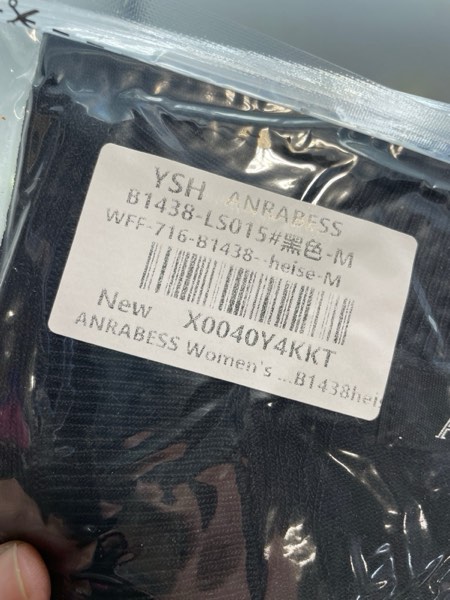 YSH ANRABESS
B1438-LS015#黑色-M
WFF-716-B1438--heise-M
New X0040Y4KKT
ANRABESS Women's ...B1438hei